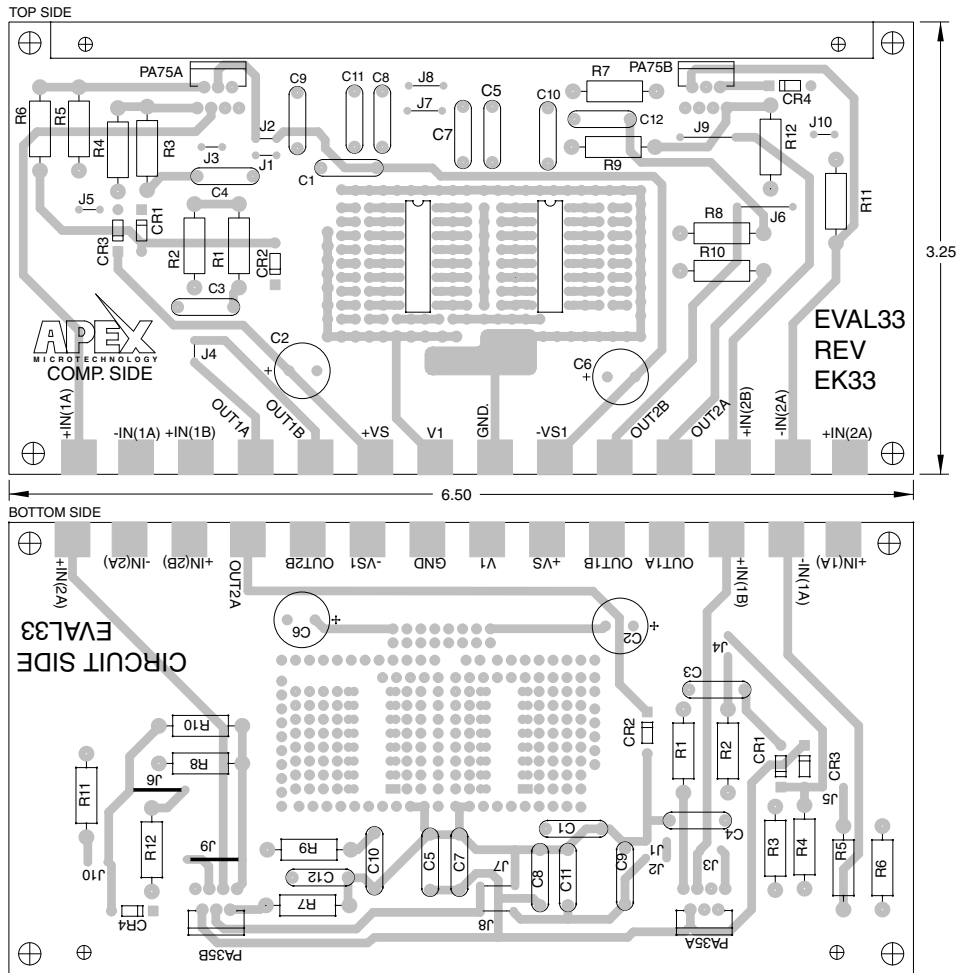 TOP SIDE
PA75A
PA75B
R6
R5
R4
R3
J3
J2
J1
C9
C11
C8
J8
J7
C7
C5
C10
R7
C12
R9
J9
CR4
R12
J10
R11
C1
J5
CR3
CR1
C4
R2
R1
CR2
C3
R8
R10
J6
3.25
APEX
MICROTECHNOLOGY
COMP. SIDE
J4
C2
+
C6
+
EVAL33
REV
EK33
+IN(1A)
-IN(1A)
+IN(1B)
OUT1A
OUT1B
+VS
V1
GND.
-VS1
OUT2B
OUT2A
+IN(2B)
-IN(2A)
+IN(2A)
6.50
BOTTOM SIDE
+IN(2A)
-IN(2A)
+IN(2B)
OUT2A
OUT2B
-VS1
GND
V1
+VS
OUT1B
OUT1A
+IN(1B)
-IN(1A)
+IN(1A)
C6
+
C2
+
EVAL33
CIRCUIT SIDE
J4
C3
R10
R8
J6
R11
R12
J9
J10
CR4
PA35B
R9
C12
R7
C10
C5
C7
J7
J8
C1
C8
C11
C9
J1
J2
CR2
R1
R2
CR1
CR3
J5
C4
J3
R3
R4
R5
R6
PA35A